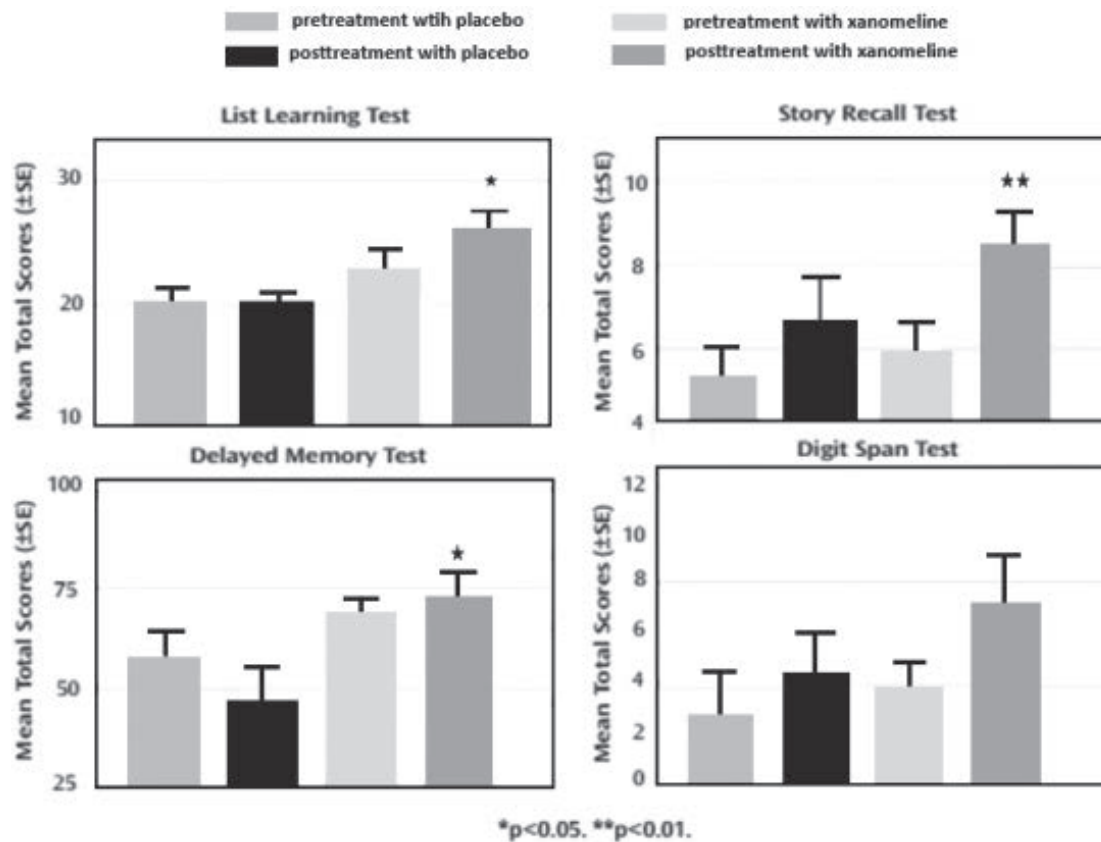 pretreatment wtih placebo
pretreatment with xanomeline
posttreatment with placebo
posttreatment with xanomeline
List Learning Test
Mean Total Scores (±SE)
30
20
10
*
Story Recall Test
Mean Total Scores (±SE)
10
8
6
4
**
Delayed Memory Test
Mean Total Scores (±SE)
100
75
50
25
*
Digit Span Test
Mean Total Scores (±SE)
12
8
6
4
2
0
*p<0.05. **p<0.01.